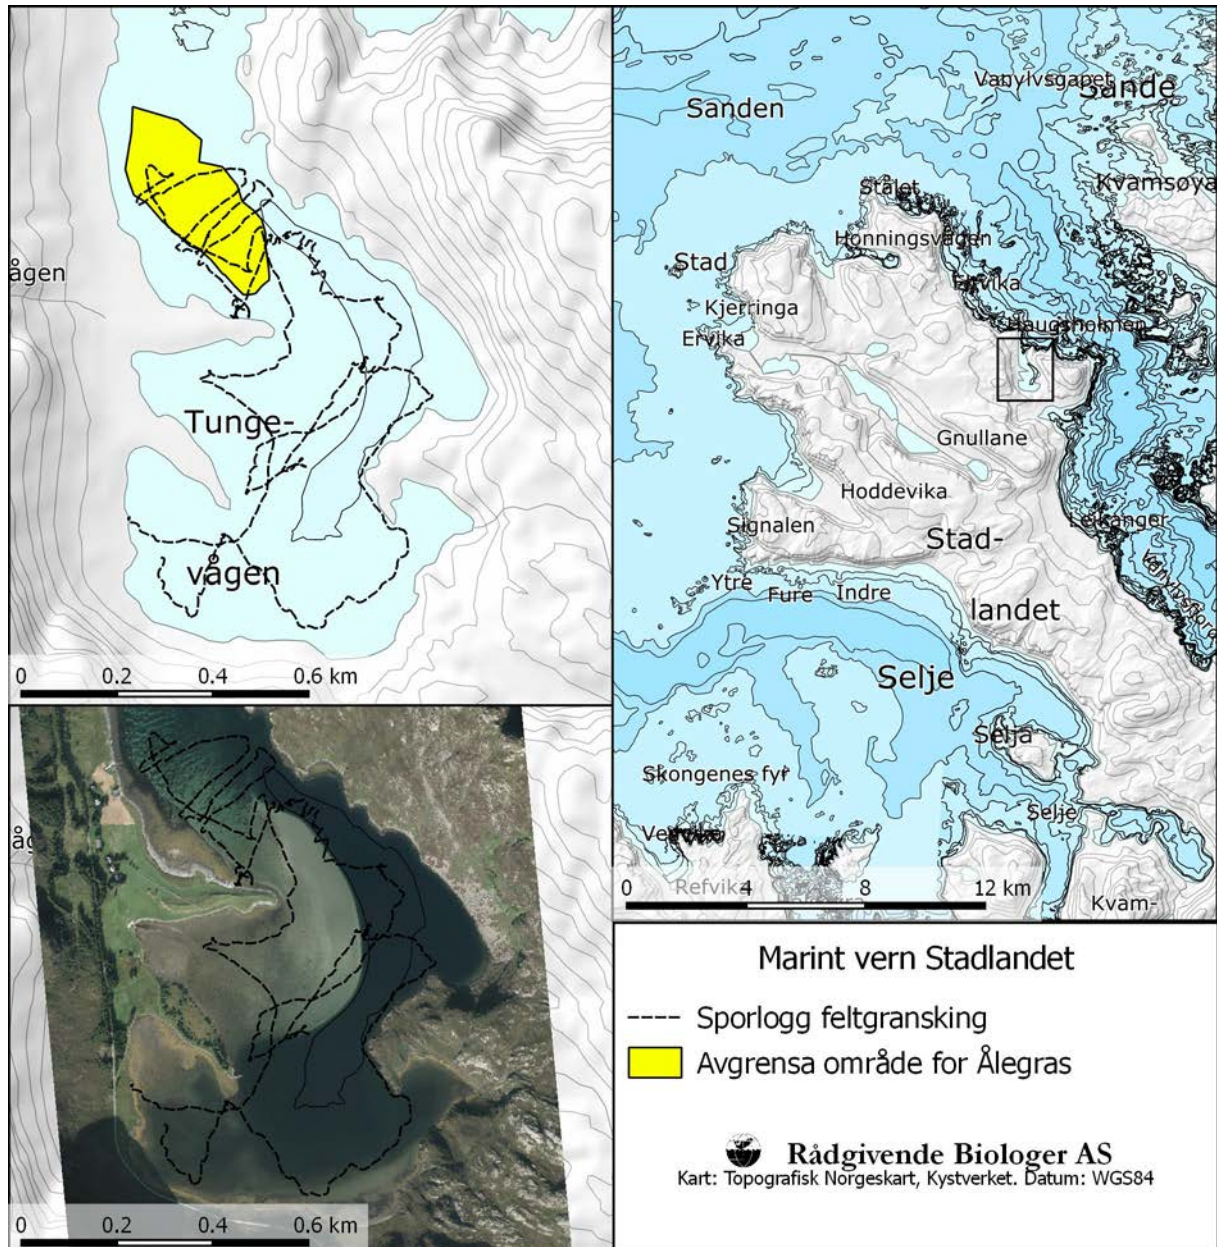 ågen
Tunge-
vågen
0 0.2 0.4 0.6 km
Sanden
Vanylvsgapet
Sande
Kvamsøya
Stålet
Honningsvågen
Stad
Kjerringa
Ervika
Haugsholmen
Gnullane
Hoddevika
Signalen
Stad-
Leikanger
Ytre
Fure
Indre
landet
Vanylvsfjord
Selje
Selja
Skongenes fyr
Selje
Refvika
0 4 8 12 km
Kvam-
åg
0 0.2 0.4 0.6 km
Marint vern Stadlandet
Sporlogg feltgransking
Avgrensa område for Ålegras
Rådgivende Biologer AS
Kart: Topografisk Norgeskart, Kystverket. Datum: WGS84